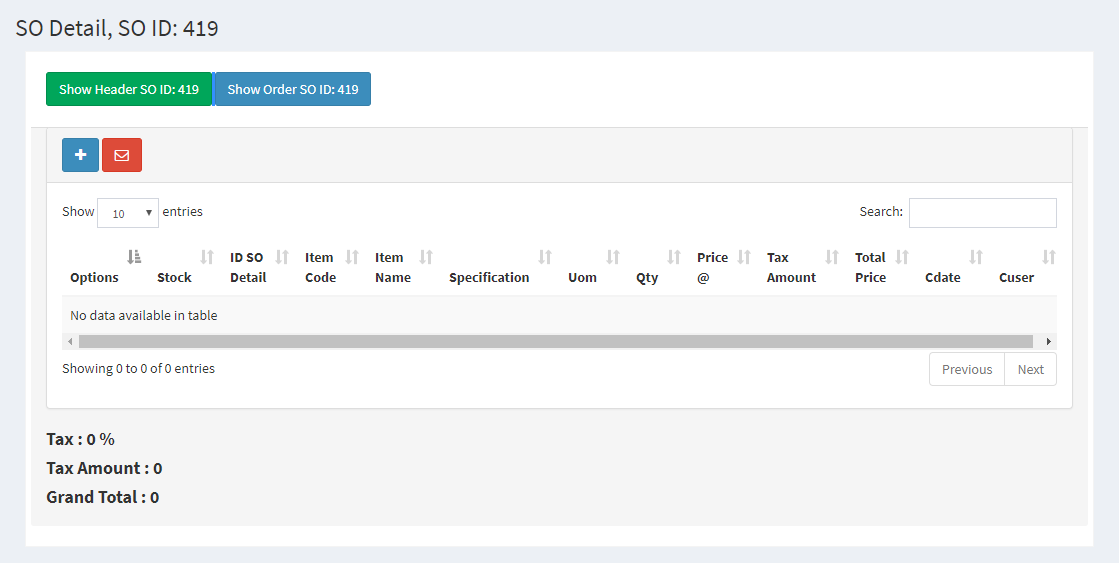 SO Detail, SO ID: 419
Show Header SO ID: 419 Show Order SO ID: 419
Show 10 entries Search:
Options Stock ID SO Detail Item Code Item Name Specification Uom Qty Price @ Tax Amount Total Price Cdate Cuser
No data available in table
Showing 0 to 0 of 0 entries Previous Next
Tax : 0 %
Tax Amount : 0
Grand Total : 0